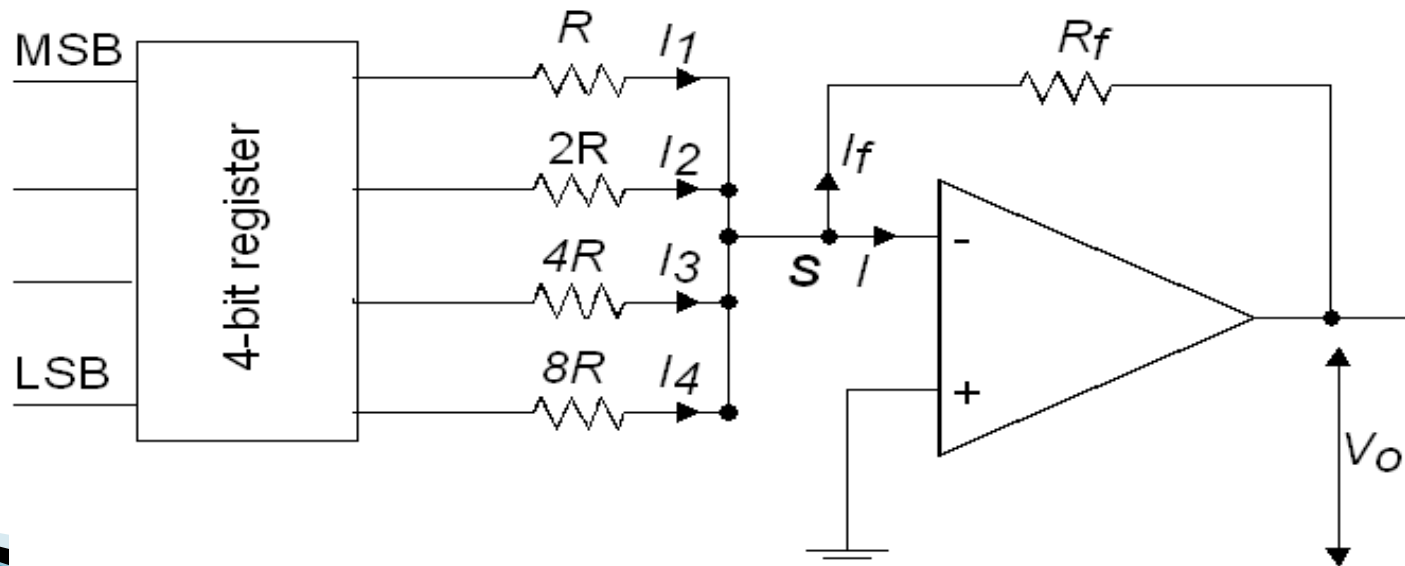 MSB
R
I1
Rf
2R
I2
If
4-bit register
-
4R
I3
S
I
LSB
8R
I4
+
Vo